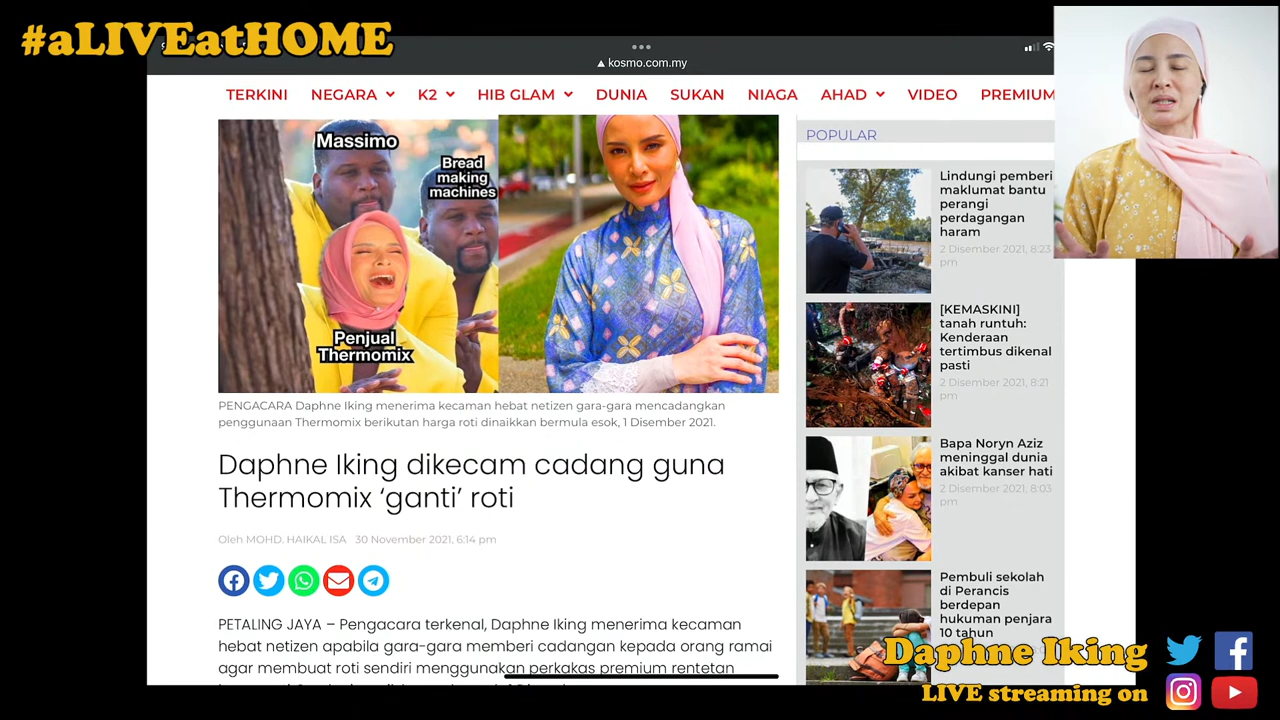 #aLIVEatHOME
kosmo.com.my
TERKINI NEGARA K2 HIB GLAM DUNIA SUKAN NIAGA AHAD VIDEO PREMIUM
Massimo
Bread
making
machines
Penjual
Thermomix
PENGACARA Daphne Iking menerima kecaman hebat netizen gara-gara mencadangkan
penggunaan Thermomix berikutan harga roti dinaikkan bermula esok, 1 Disember 2021.
Daphne Iking dikecam cadang guna
Thermomix ‘ganti’ roti
Oleh MOHD. HAIKAL ISA 30 November 2021, 6:14 pm
PETALING JAYA – Pengacara terkenal, Daphne Iking menerima kecaman
hebat netizen apabila gara-gara memberi cadangan kepada orang ramai
agar membuat roti sendiri menggunakan perkakas premium rentetan
POPULAR
Lindungi pemberi
maklumat bantu
perangi
perdagangan
haram
2 Disember 2021, 8:23
pm
[KEMASKINI]
tanah runtuh:
Kenderaan
tertimbus dikenal
pasti
2 Disember 2021, 8:21
pm
Bapa Noryn Aziz
meninggal dunia
akibat kanser hati
2 Disember 2021, 8:03
pm
Pembuli sekolah
di Perancis
berdepan
hukuman penjara
10 tahun
Daphne Iking
LIVE streaming on